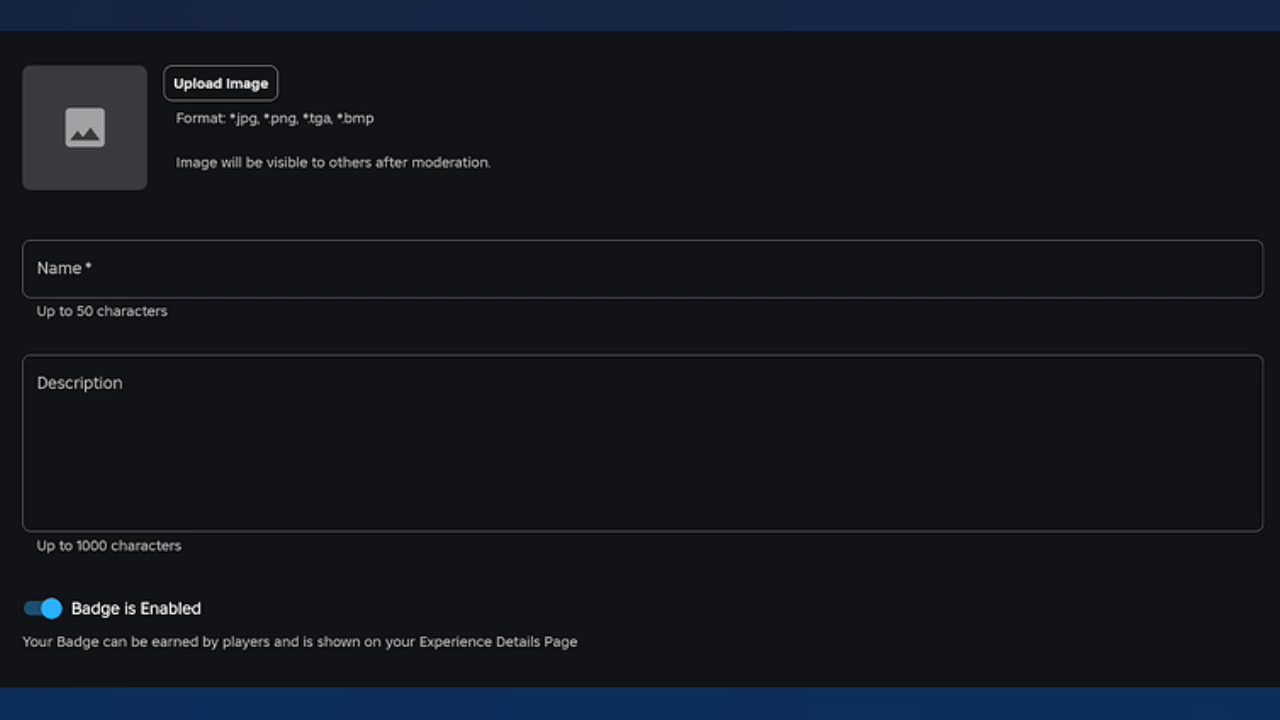 Upload Image
Format: *.jpg, *.png, *.tga, *.bmp
Image will be visible to others after moderation.
Name *
Up to 50 characters
Description
Up to 1000 characters
Badge is Enabled
Your Badge can be earned by players and is shown on your Experience Details Page